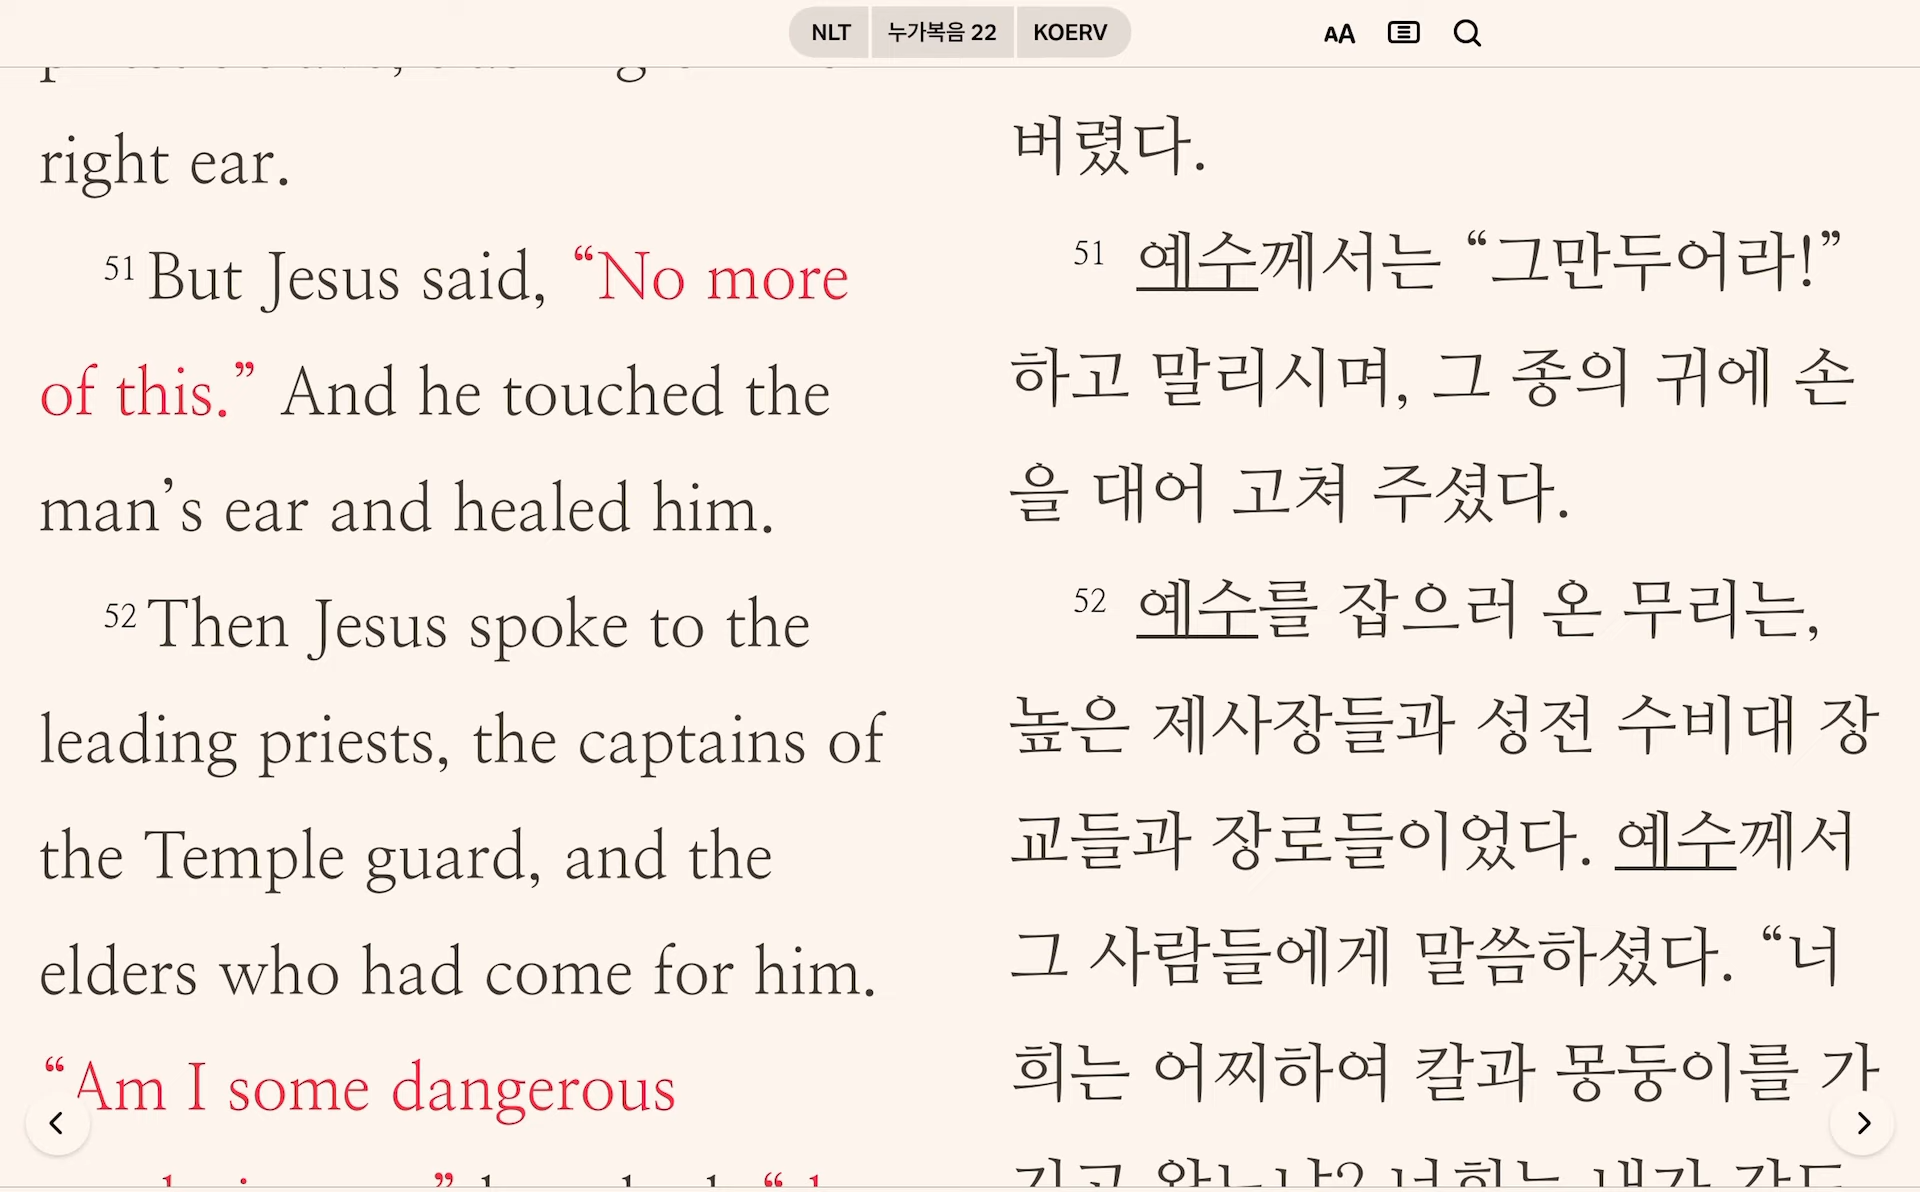 NLT 누가복음 22 KOERV
AA
right ear.
51 But Jesus said, “No more
of this.” And he touched the
man’s ear and healed him.
52 Then Jesus spoke to the
leading priests, the captains of
the Temple guard, and the
elders who had come for him.
“Am I some dangerous
버렸다.
51 예수께서는 “그만두어라!”
하고 말리시며, 그 종의 귀에 손
을 대어 고쳐 주셨다.
52 예수를 잡으러 온 무리는,
높은 제사장들과 성전 수비대 장
교들과 장로들이었다. 예수께서
그 사람들에게 말씀하셨다. “너
희는 어찌하여 칼과 몽둥이를 가